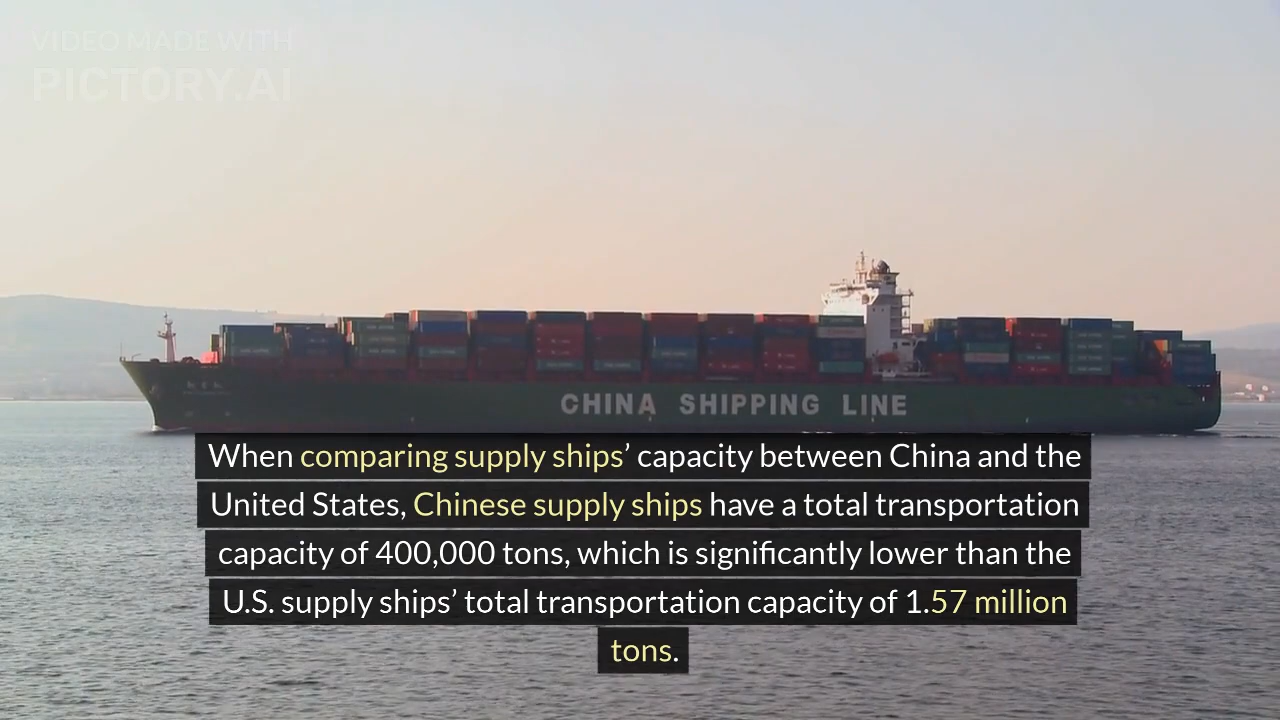 VIDEO MADE WITH
PICTORY.AI
CHINA SHIPPING LINE
When comparing supply ships’ capacity between China and the
United States, Chinese supply ships have a total transportation
capacity of 400,000 tons, which is significantly lower than the
U.S. supply ships’ total transportation capacity of 1.57 million
tons.